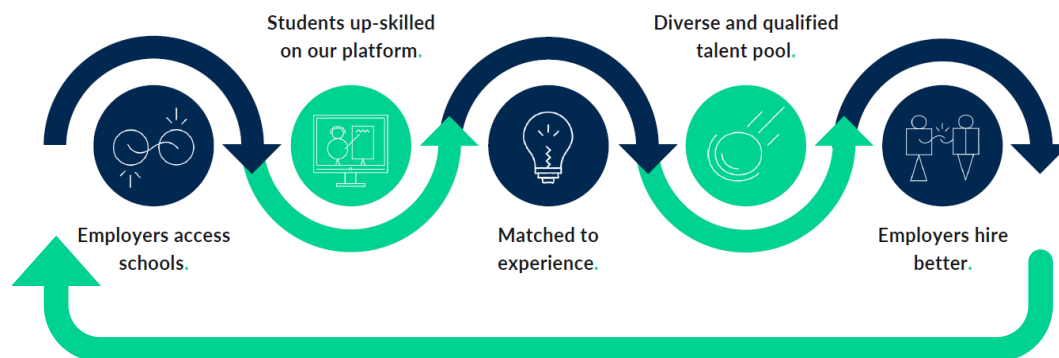 Employers access
schools.
Students up-skilled
on our platform.
Matched to
experience.
Diverse and qualified
talent pool.
Employers hire
better.